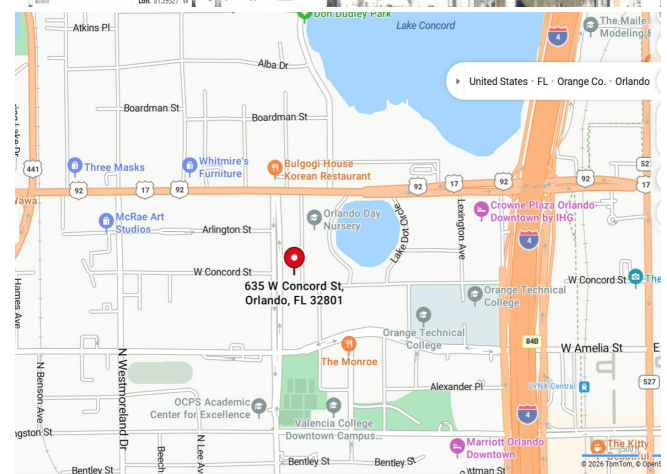 Don Dudley Park
Lake Concord
The Maile
Modeling &
Atkins Pl
4
Alba Dr
United States · FL · Orange Co. · Orlando
Boardman St
Boardman St
441
Three Masks
Whitmire's
Furniture
Bulgogi House
Korean Restaurant
92
17
92
92
17
92
92
17
McRae Art
Studios
Orlando Day
Nursery
Lake Dot Circle
Lexington Ave
Crowne Plaza Orlando
Downtown by IHG
Arlington St
4
W Concord St
635 W Concord St,
Orlando, FL 32801
W Concord St
Orange Technical
College
Orange Technical
College
Hames Ave
84B
W Amelia St
The Monroe
N Westmoreland Dr
N Benson Ave
Alexander Pl
LYNX Central
527
OCPS Academic
Center for Excellence
Valencia College
Downtown Campus...
4
Marriott Orlando
Downtown
The Kitty
N Lee Av
Beech
Bentley St
Bentley St
Bentley St
© 2026 TomTom, © OpenS